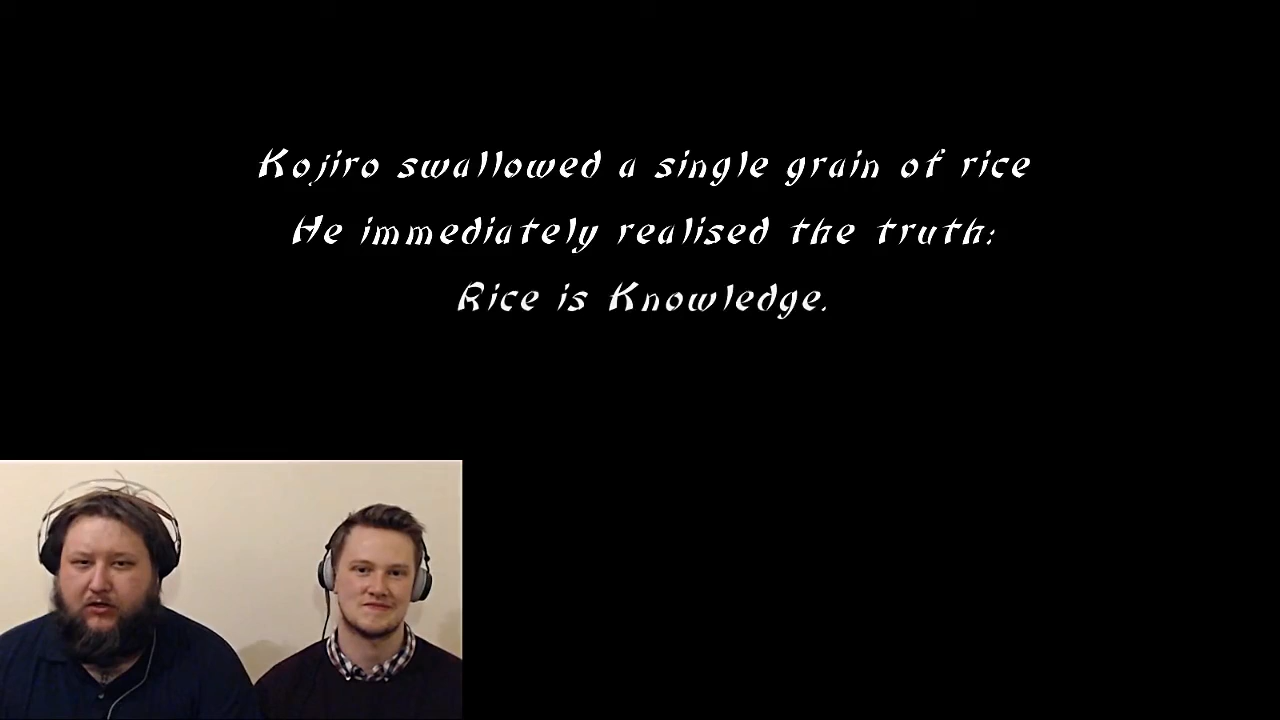 Kojiro swallowed a single grain of rice
He immediately realised the truth:
Rice is Knowledge.